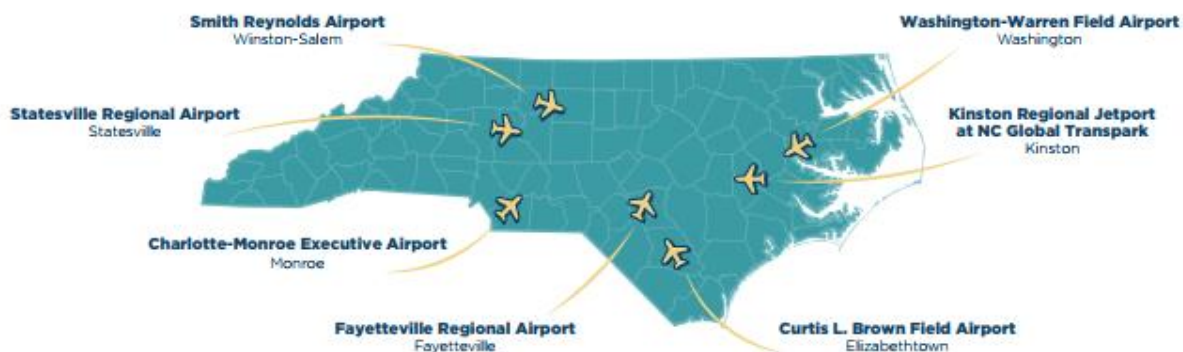 Smith Reynolds Airport
Winston-Salem
Washington-Warren Field Airport
Washington
Statesville Regional Airport
Statesville
Kinston Regional Jetport
at NC Global Transpark
Kinston
Charlotte-Monroe Executive Airport
Monroe
Fayetteville Regional Airport
Fayetteville
Curtis L. Brown Field Airport
Elizabethtown